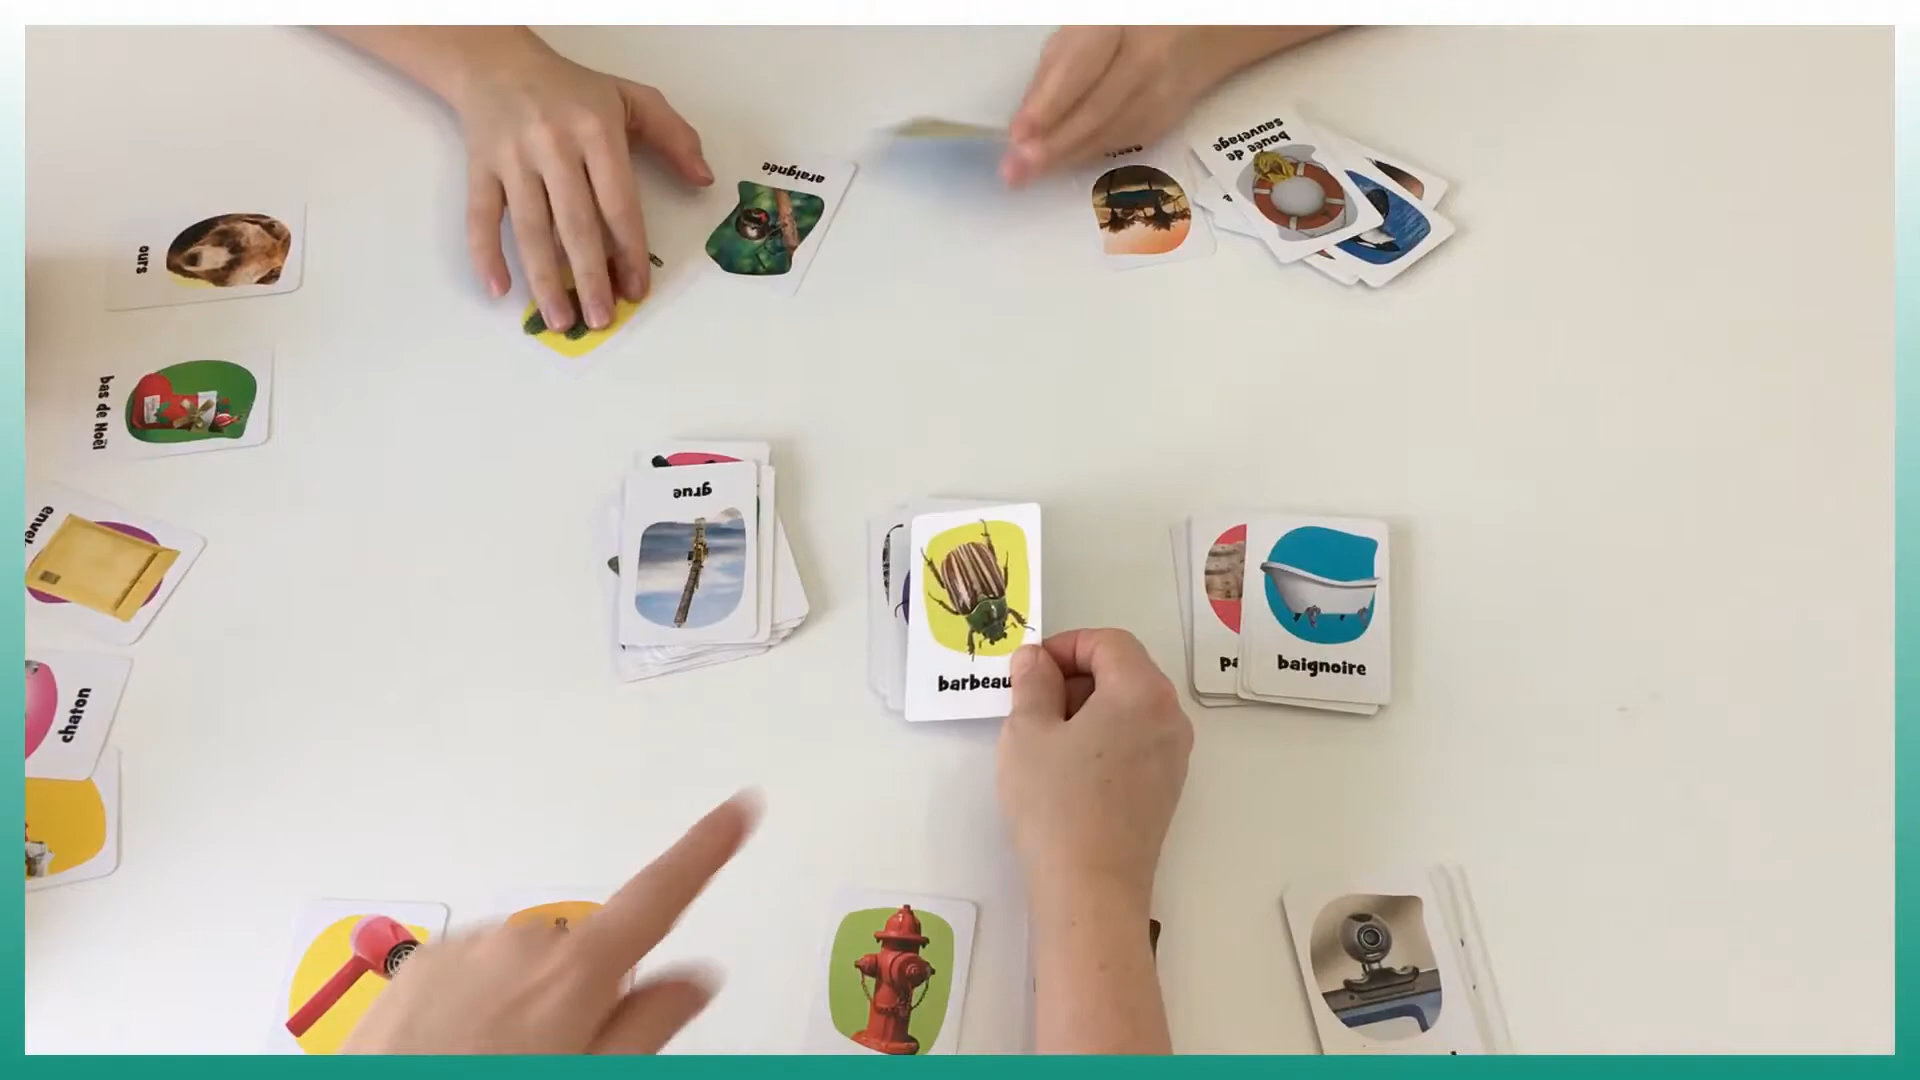 araignée
bouée de
sauvetage
ours
bas de Noël
grue
barbeau
baignoire
chaton